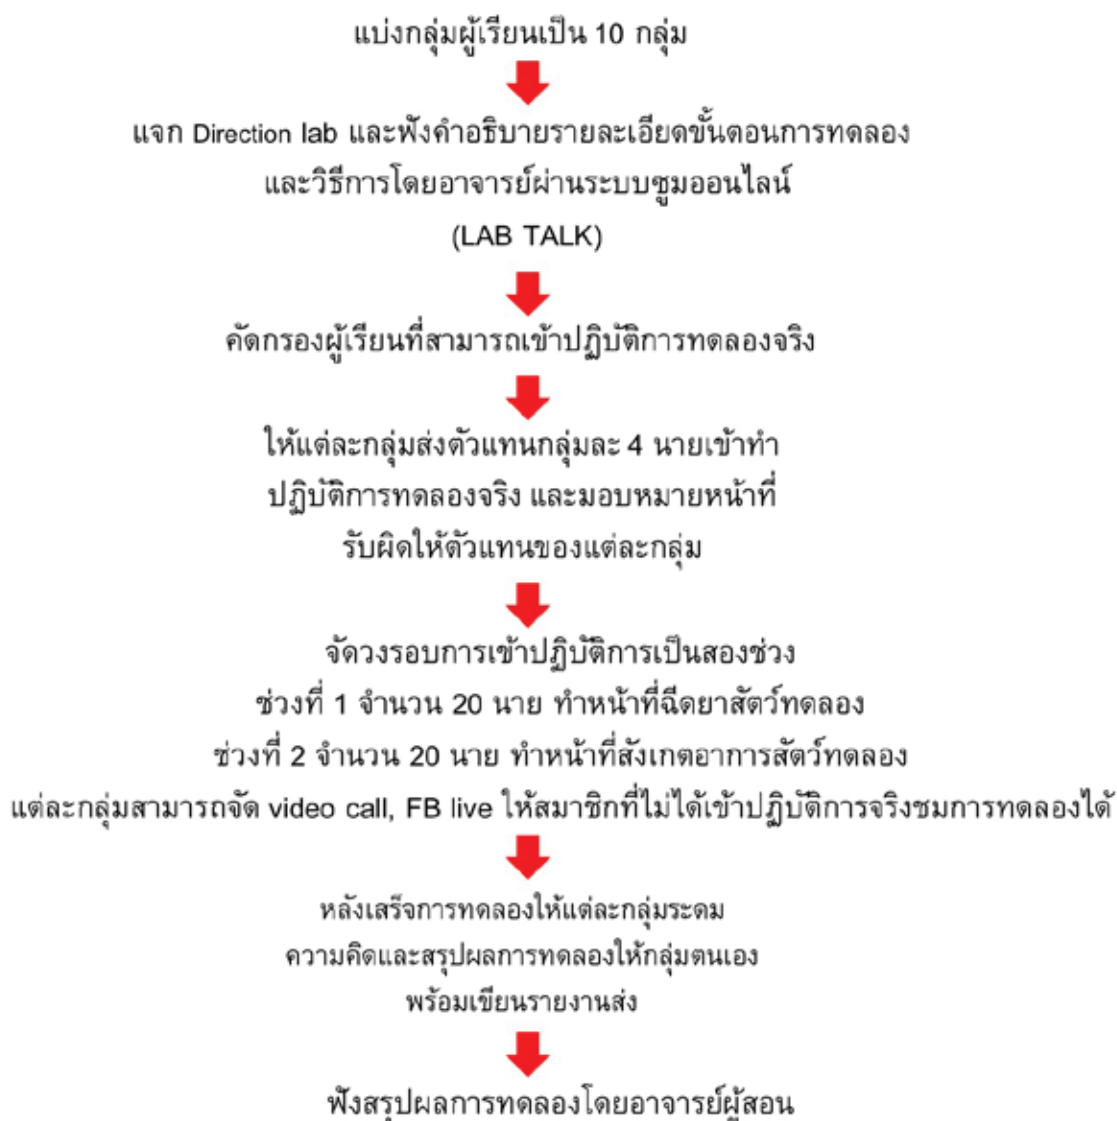 แบ่งกลุ่มผู้เรียนเป็น 10 กลุ่ม
แจก Direction lab และฟังคำอธิบายรายละเอียดขั้นตอนการทดลอง
และวิธีการโดยอาจารย์ผ่านระบบซูมออนไลน์
(LAB TALK)
คัดกรองผู้เรียนที่สามารถเข้าปฏิบัติการทดลองจริง
ให้แต่ละกลุ่มส่งตัวแทนกลุ่มละ 4 นายเข้าทำ
ปฏิบัติการทดลองจริง และมอบหมายหน้าที่
รับผิดให้ตัวแทนของแต่ละกลุ่ม
จัดวงรอบการเข้าปฏิบัติการเป็นสองช่วง
ช่วงที่ 1 จำนวน 20 นาย ทำหน้าที่ฉีดยาสัตว์ทดลอง
ช่วงที่ 2 จำนวน 20 นาย ทำหน้าที่สังเกตอาการสัตว์ทดลอง
แต่ละกลุ่มสามารถจัด video call, FB live ให้สมาชิกที่ไม่ได้เข้าปฏิบัติการจริงชมการทดลองได้
หลังเสร็จการทดลองให้แต่ละกลุ่มระดม
ความคิดและสรุปผลการทดลองให้กลุ่มตนเอง
พร้อมเขียนรายงานส่ง
ฟังสรุปผลการทดลองโดยอาจารย์ผู้สอน